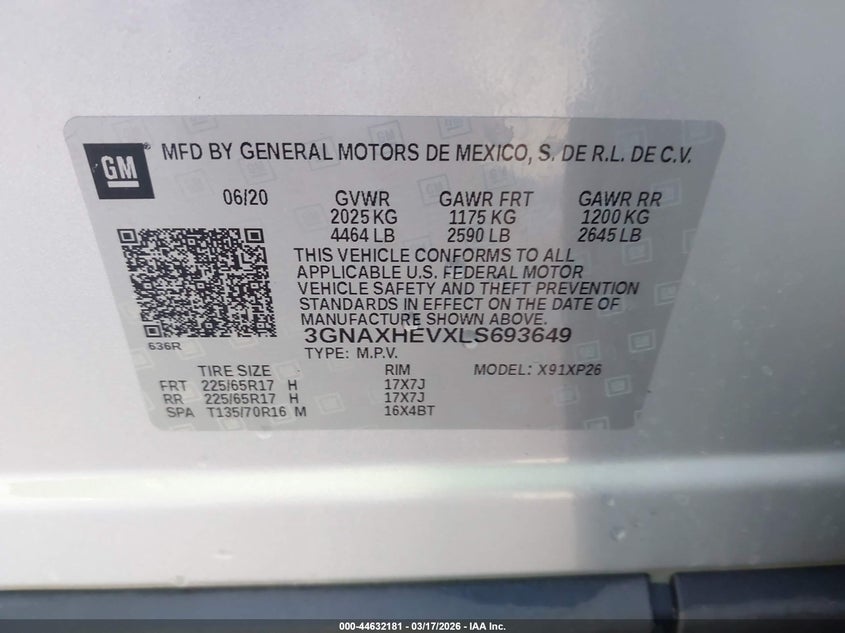 GM
MFD BY GENERAL MOTORS DE MEXICO, S. DE R.L. DE C.V.
06/20 GVWR GAWR FRT GAWR RR
2025 KG 1175 KG 1200 KG
4464 LB 2590 LB 2645 LB
THIS VEHICLE CONFORMS TO ALL
APPLICABLE U.S. FEDERAL MOTOR
VEHICLE SAFETY AND THEFT PREVENTION
STANDARDS IN EFFECT ON THE DATE OF
MANUFACTURE SHOWN ABOVE.
636R
3GNAXHEVXLS693649
TYPE: M.P.V.
TIRE SIZE RIM MODEL: X91XP26
FRT 225/65R17 H 17X7J
RR 225/65R17 H 17X7J
SPA T135/70R16 M 16X4BT
000-44632181 - 03/17/2026 - IAA Inc.